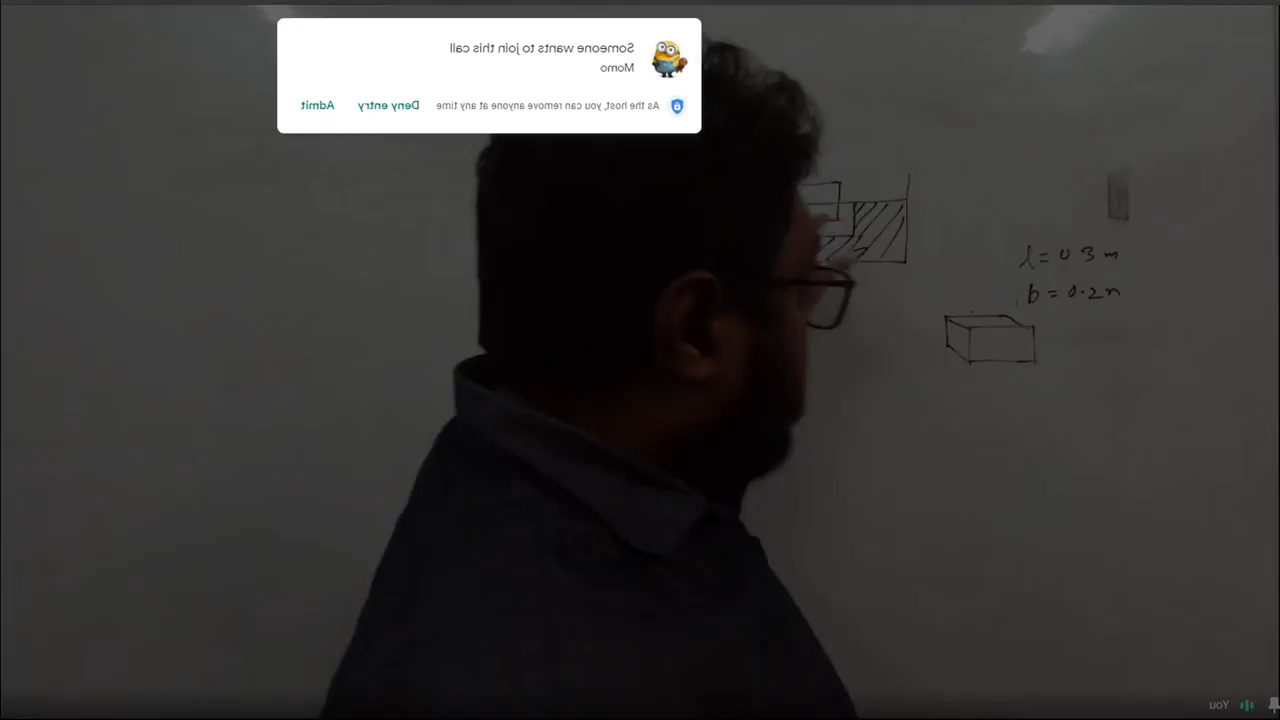 Someone wants to join this call
Momo
As the host, you can remove anyone at any time
Deny entry
Admit
l = 0.3 m
b = 0.2 m
You